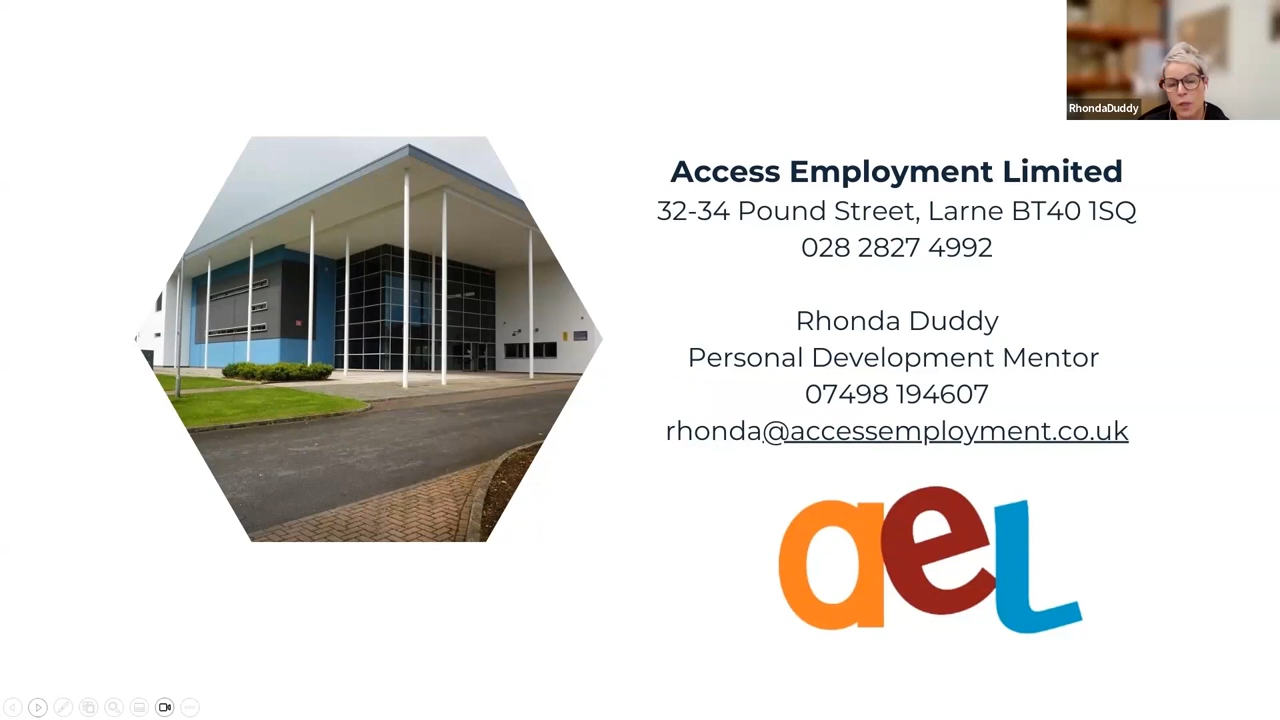 RhondaDuddy
Access Employment Limited
32-34 Pound Street, Larne BT40 1SQ
028 2827 4992
Rhonda Duddy
Personal Development Mentor
07498 194607
rhonda@accessemployment.co.uk
ael